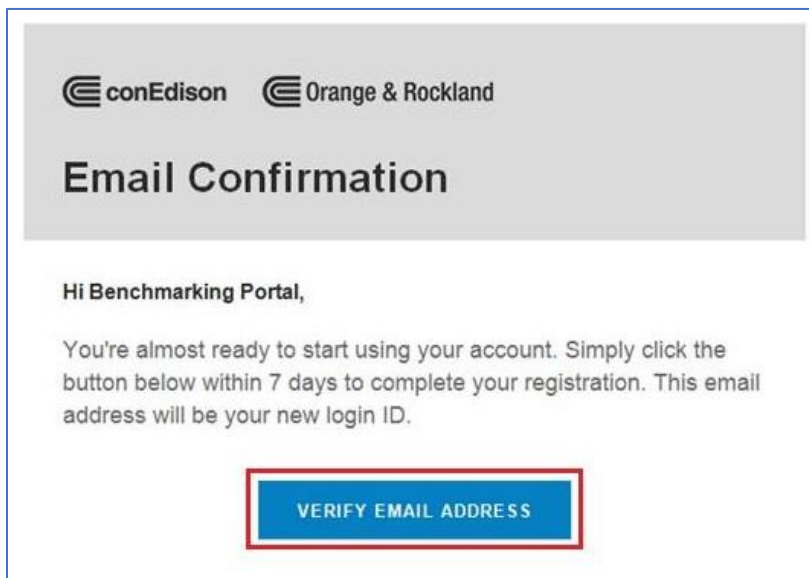 conEdison Orange & Rockland
Email Confirmation
Hi Benchmarking Portal,
You're almost ready to start using your account. Simply click the
button below within 7 days to complete your registration. This email
address will be your new login ID.
VERIFY EMAIL ADDRESS